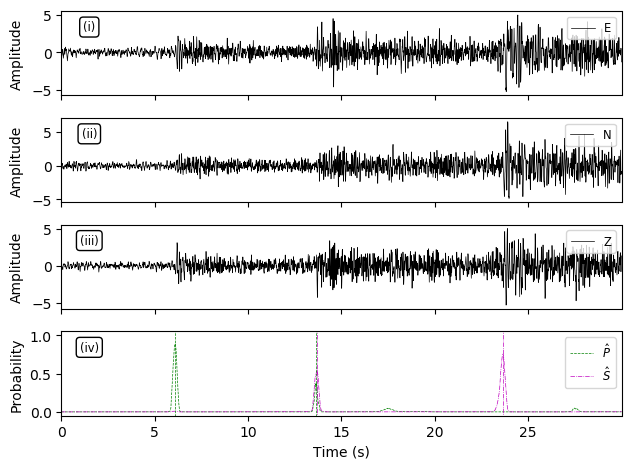 5
0
−5
Amplitude
(i)
E
5
0
−5
Amplitude
(ii)
N
5
0
−5
Amplitude
(iii)
Z
1.0
0.5
0.0
Probability
(iv)
P̂
Ŝ
0 5 10 15 20 25
Time (s)